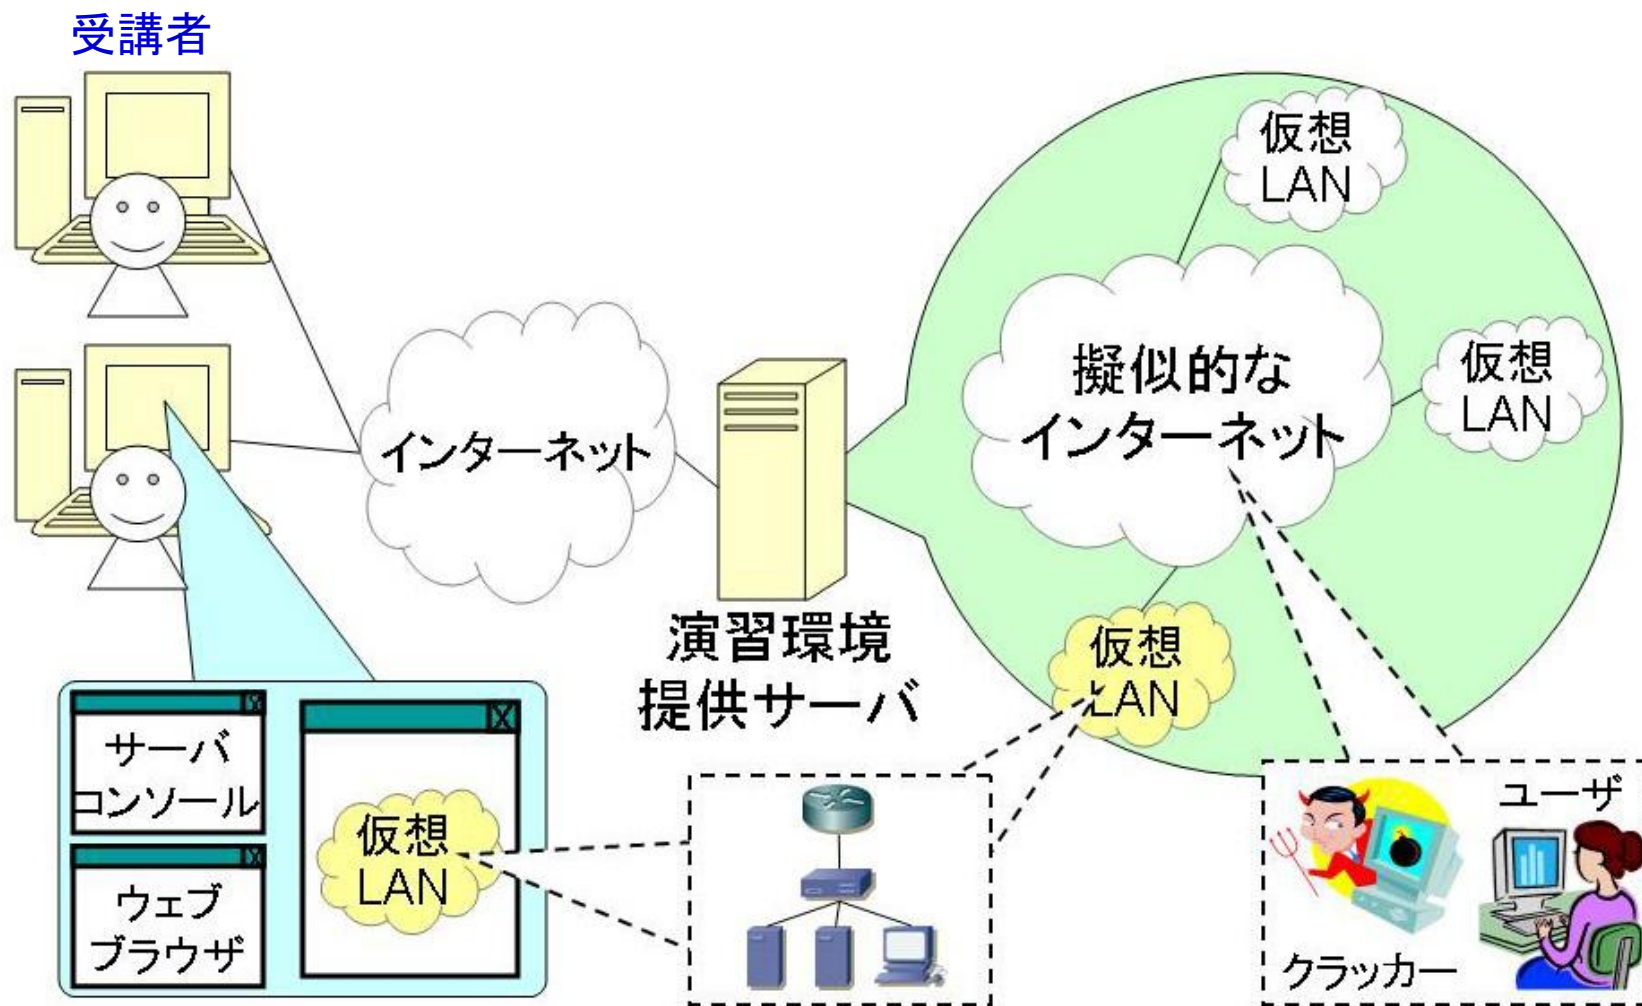 受講者
インターネット
演習環境
提供サーバ
仮想
LAN
擬似的な
インターネット
仮想
LAN
仮想
LAN
サーバ
コンソール
ウェブ
ブラウザ
仮想
LAN
ユーザ
クラッカー